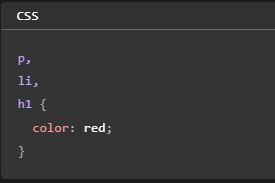 CSS
p,
li,
h1 {
  color: red;
}